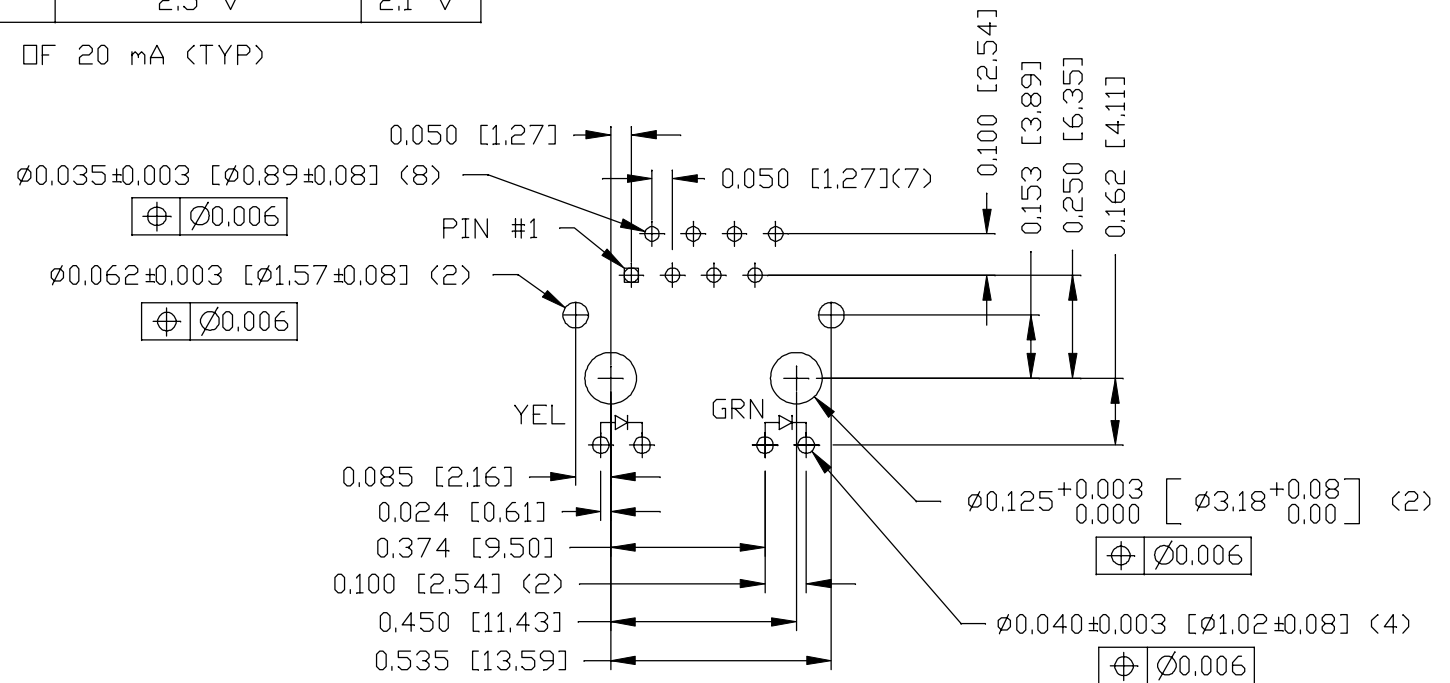 2.5 V 2.1 V
OF 20 mA (TYP)
0.100 [2.54]
0.153 [3.89]
0.250 [6.35]
0.162 [4.11]
0.050 [1.27]
Ø0.035±0.003 [Ø0.89±0.08] (8)
0.050 [1.27](7)
Ø0.006
PIN #1
Ø0.062±0.003 [Ø1.57±0.08] (2)
Ø0.006
YEL
GRN
0.085 [2.16]
0.024 [0.61]
0.374 [9.50]
0.100 [2.54] (2)
0.450 [11.43]
0.535 [13.59]
Ø0.125 +0.003 0.000 [ Ø3.18 +0.08 0.00 ] (2)
Ø0.006
Ø0.040±0.003 [Ø1.02±0.08] (4)
Ø0.006